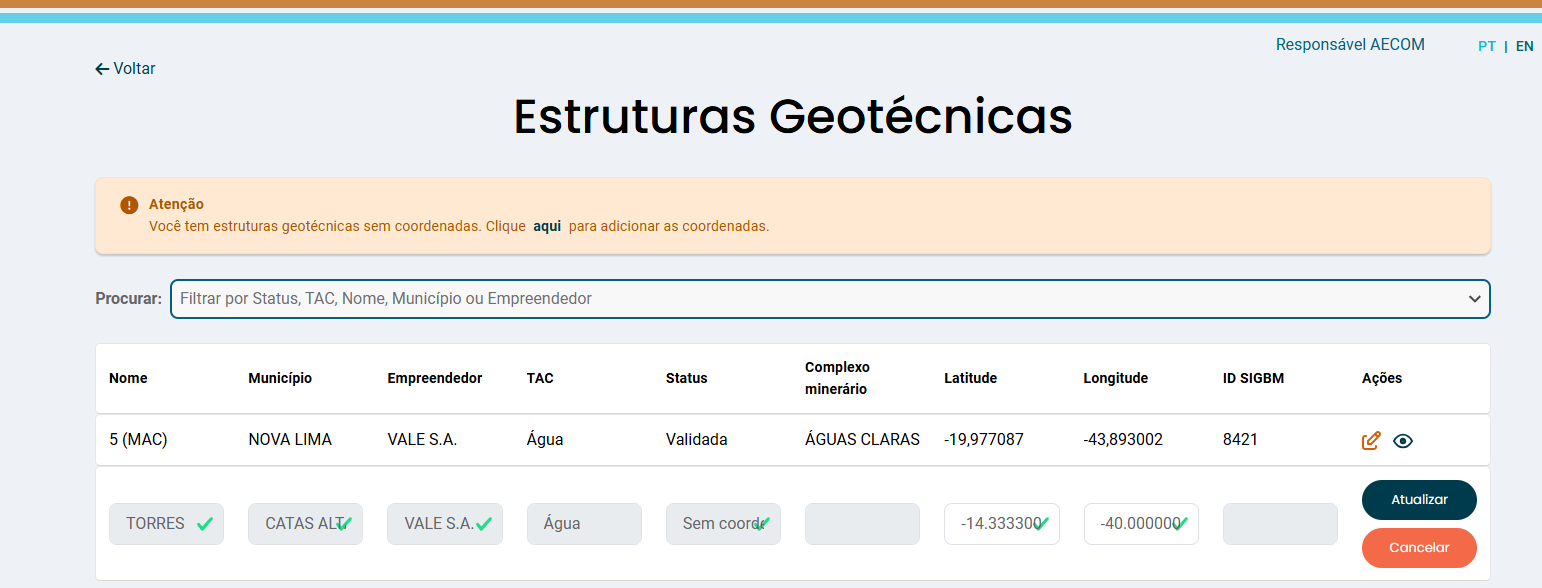 Responsável AECOM PT | EN
Voltar
Estruturas Geotécnicas
Atenção
Você tem estruturas geotécnicas sem coordenadas. Clique aqui para adicionar as coordenadas.
Procurar: Filtrar por Status, TAC, Nome, Município ou Empreendedor
Nome Município Empreendedor TAC Status Complexo minerário Latitude Longitude ID SIGBM Ações
5 (MAC) NOVA LIMA VALE S.A. Água Validada ÁGUAS CLARAS -19,977087 -43,893002 8421
TORRES CATAS ALT VALE S.A. Água Sem coord -14.333300 -40.000000 Atualizar
Cancelar